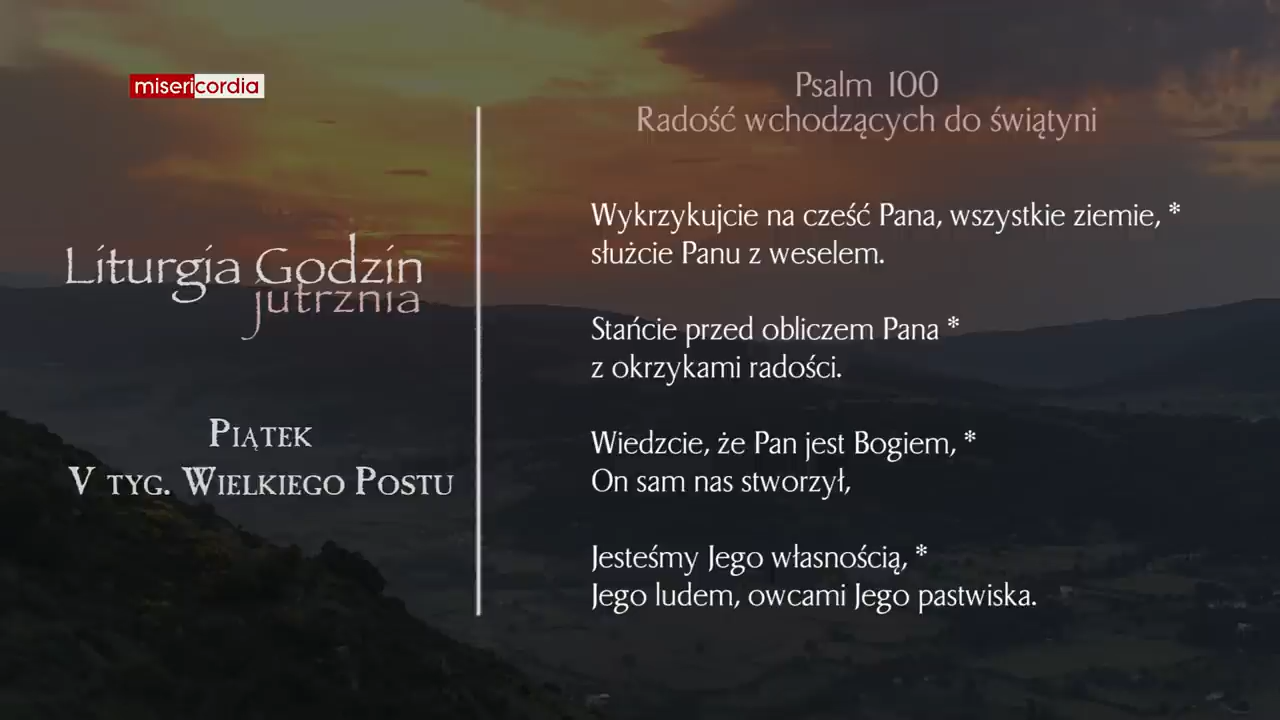 misericordia
Liturgia Godzin
jutrznia
Piątek
V tyg. Wielkiego Postu
Psalm 100
Radość wchodzących do świątyni
Wykrzykujcie na cześć Pana, wszystkie ziemie, *
służcie Panu z weselem.
Stańcie przed obliczem Pana *
z okrzykami radości.
Wiedzcie, że Pan jest Bogiem, *
On sam nas stworzył,
Jesteśmy Jego własnością, *
Jego ludem, owcami Jego pastwiska.